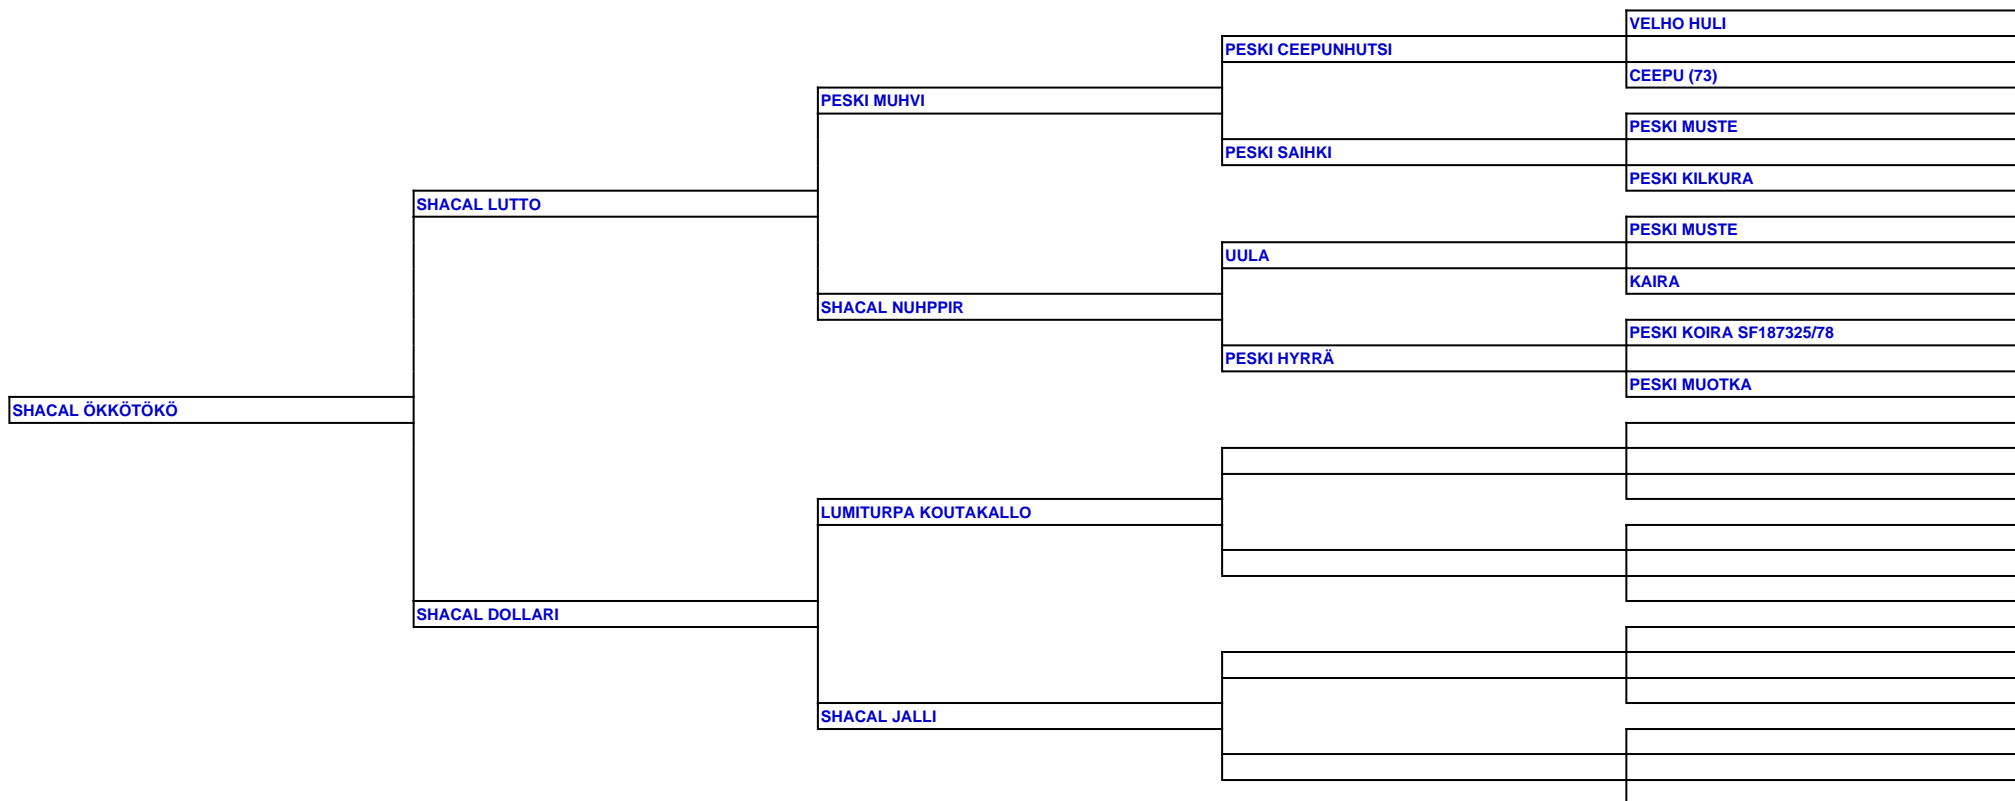 VELHO HULI
PESKI CEEPUNHUTSI
CEEPU (73)
PESKI MUHVI
PESKI MUSTE
PESKI SAIHKI
PESKI KILKURA
SHACAL LUTTO
PESKI MUSTE
UULA
KAIRA
SHACAL NUHPPIR
PESKI KOIRA SF187325/78
PESKI HYRRÄ
PESKI MUOTKA
SHACAL ÖKKÖTÖKÖ
LUMITURPA KOUTAKALLO
SHACAL DOLLARI
SHACAL JALLI